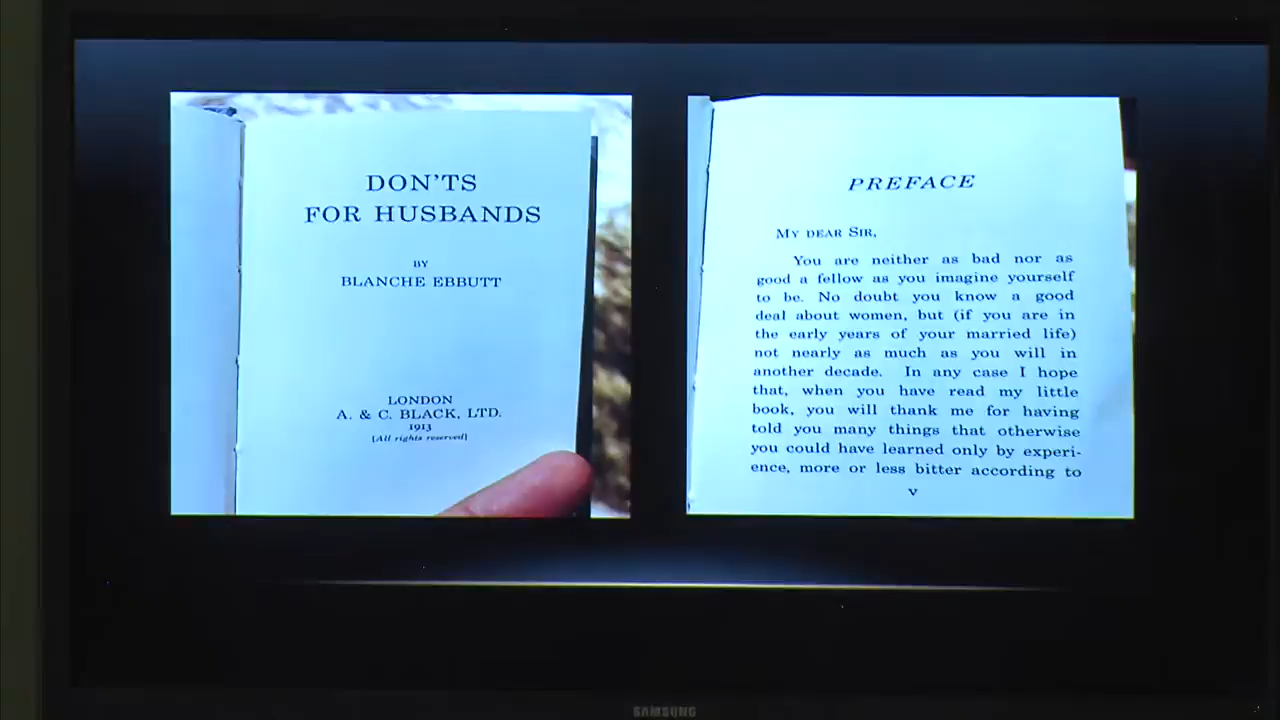 DON'TS
FOR HUSBANDS
BY
BLANCHE EBBUTT
LONDON
A. & C. BLACK, LTD.
1913
[All rights reserved]
PREFACE
MY DEAR SIR,
You are neither as bad nor as
good a fellow as you imagine yourself
to be. No doubt you know a good
deal about women, but (if you are in
the early years of your married life)
not nearly as much as you will in
another decade. In any case I hope
that, when you have read my little
book, you will thank me for having
told you many things that otherwise
you could have learned only by experi-
ence, more or less bitter according to
v
SAMSUNG